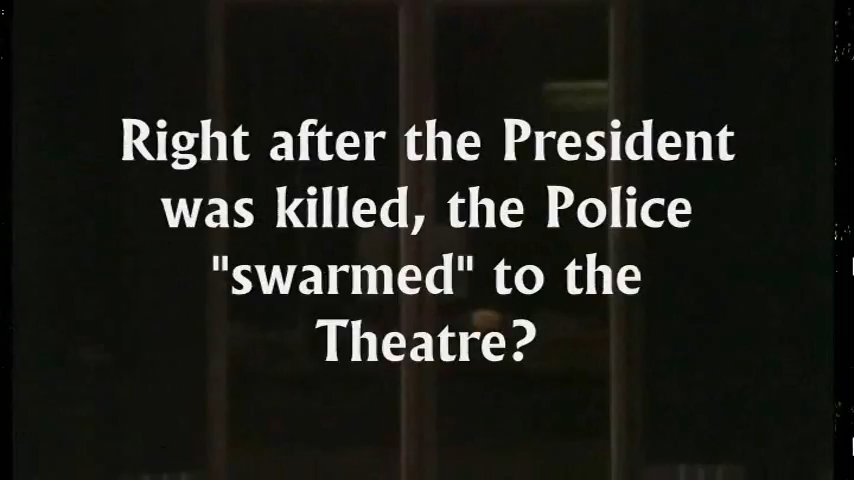 Right after the President
was killed, the Police
"swarmed" to the
Theatre?